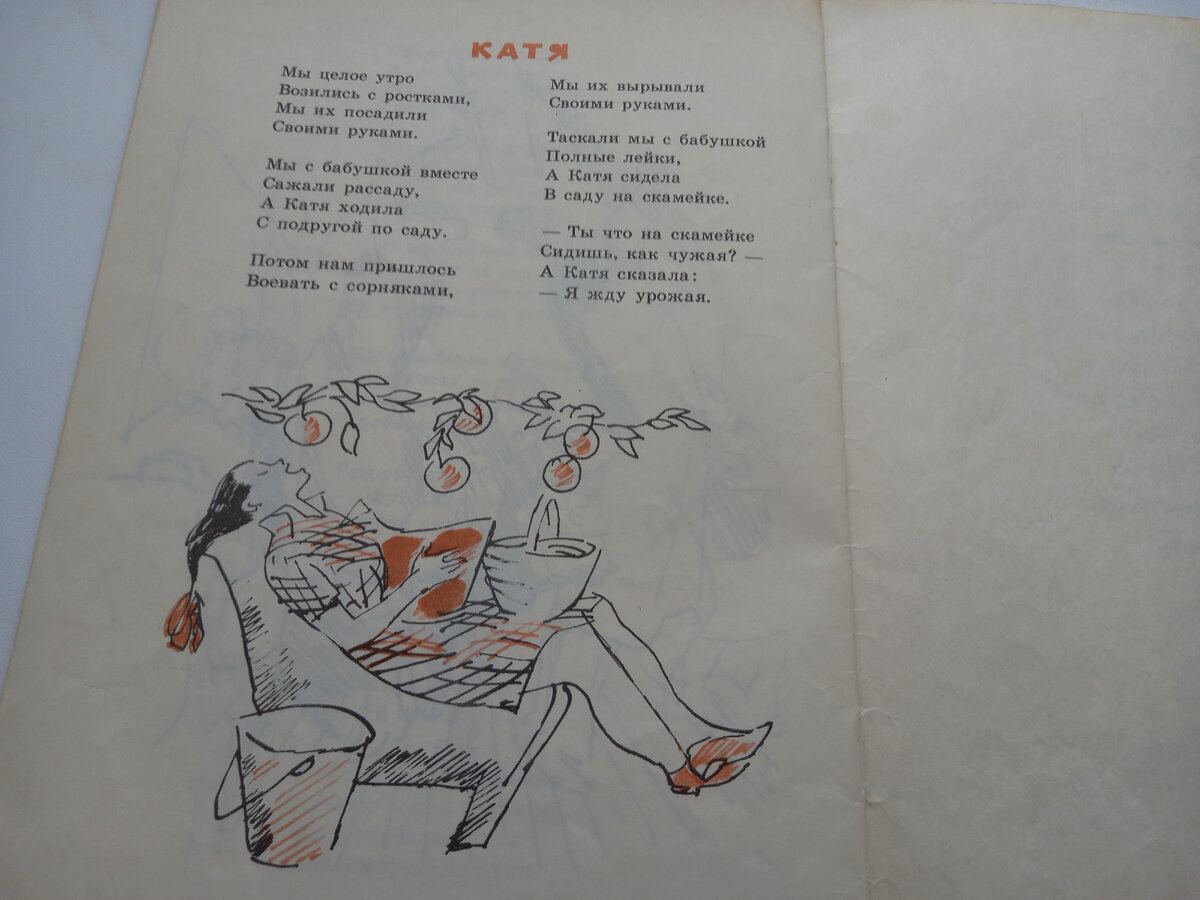 КАТЯ
Мы целое утро
Возились с ростками,
Мы их посадили
Своими руками.
Мы с бабушкой вместе
Сажали рассаду,
А Катя ходила
С подругой по саду.
Потом нам пришлось
Воевать с сорняками,
Мы их вырывали
Своими руками.
Таскали мы с бабушкой
Полные лейки,
А Катя сидела
В саду на скамейке.
— Ты что на скамейке
Сидишь, как чужая? —
А Катя сказала:
— Я жду урожая.